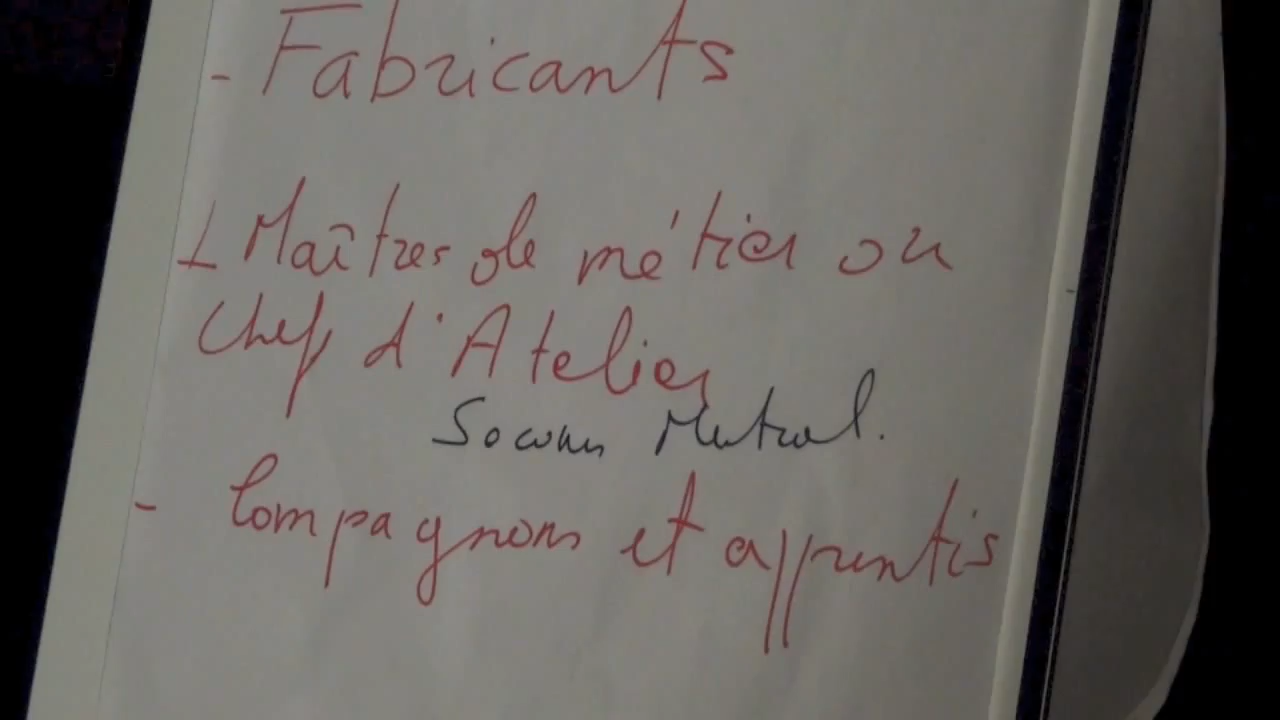 - Fabricants
- Maîtres de métier ou
Chef d'Atelier
Secours Mutuel.
- Compagnons et apprentis